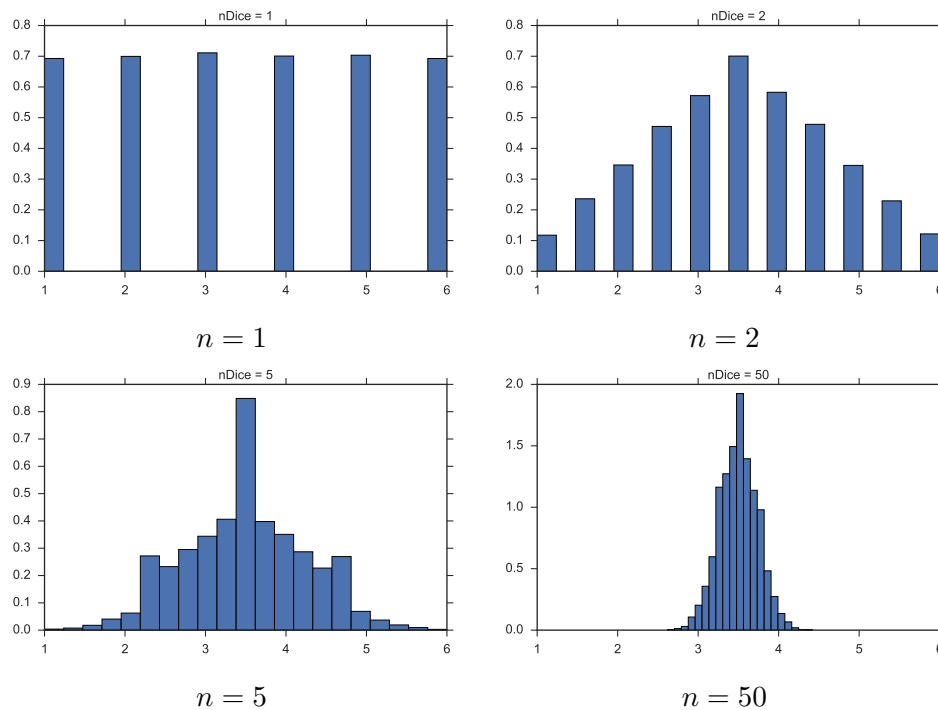 nDice = 1
0.8
0.7
0.6
0.5
0.4
0.3
0.2
0.1
0.0
1 2 3 4 5 6
n = 1
nDice = 2
0.8
0.7
0.6
0.5
0.4
0.3
0.2
0.1
0.0
1 2 3 4 5 6
n = 2
nDice = 5
0.9
0.8
0.7
0.6
0.5
0.4
0.3
0.2
0.1
0.0
1 2 3 4 5 6
n = 5
nDice = 50
2.0
1.5
1.0
0.5
0.0
1 2 3 4 5 6
n = 50